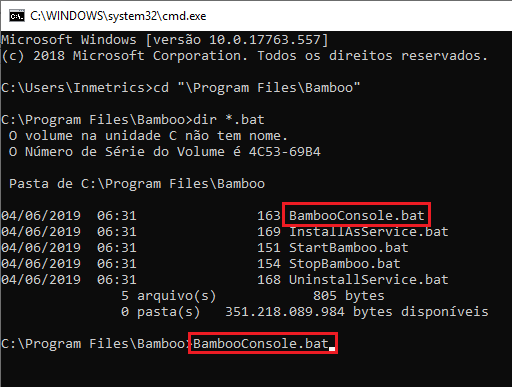 C:\WINDOWS\system32\cmd.exe
Microsoft Windows [versão 10.0.17763.557]
(c) 2018 Microsoft Corporation. Todos os direitos reservados.
C:\Users\Inmetrics>cd "\Program Files\Bamboo"
C:\Program Files\Bamboo>dir *.bat
O volume na unidade C não tem nome.
O Número de Série do Volume é 4C53-69B4
Pasta de C:\Program Files\Bamboo
04/06/2019  06:31                163 BambooConsole.bat
04/06/2019  06:31                169 InstallAsService.bat
04/06/2019  06:31                151 StartBamboo.bat
04/06/2019  06:31                154 StopBamboo.bat
04/06/2019  06:31                168 UninstallService.bat
5 arquivo(s)            805 bytes
0 pasta(s)   351.218.089.984 bytes disponíveis
C:\Program Files\Bamboo>BambooConsole.bat